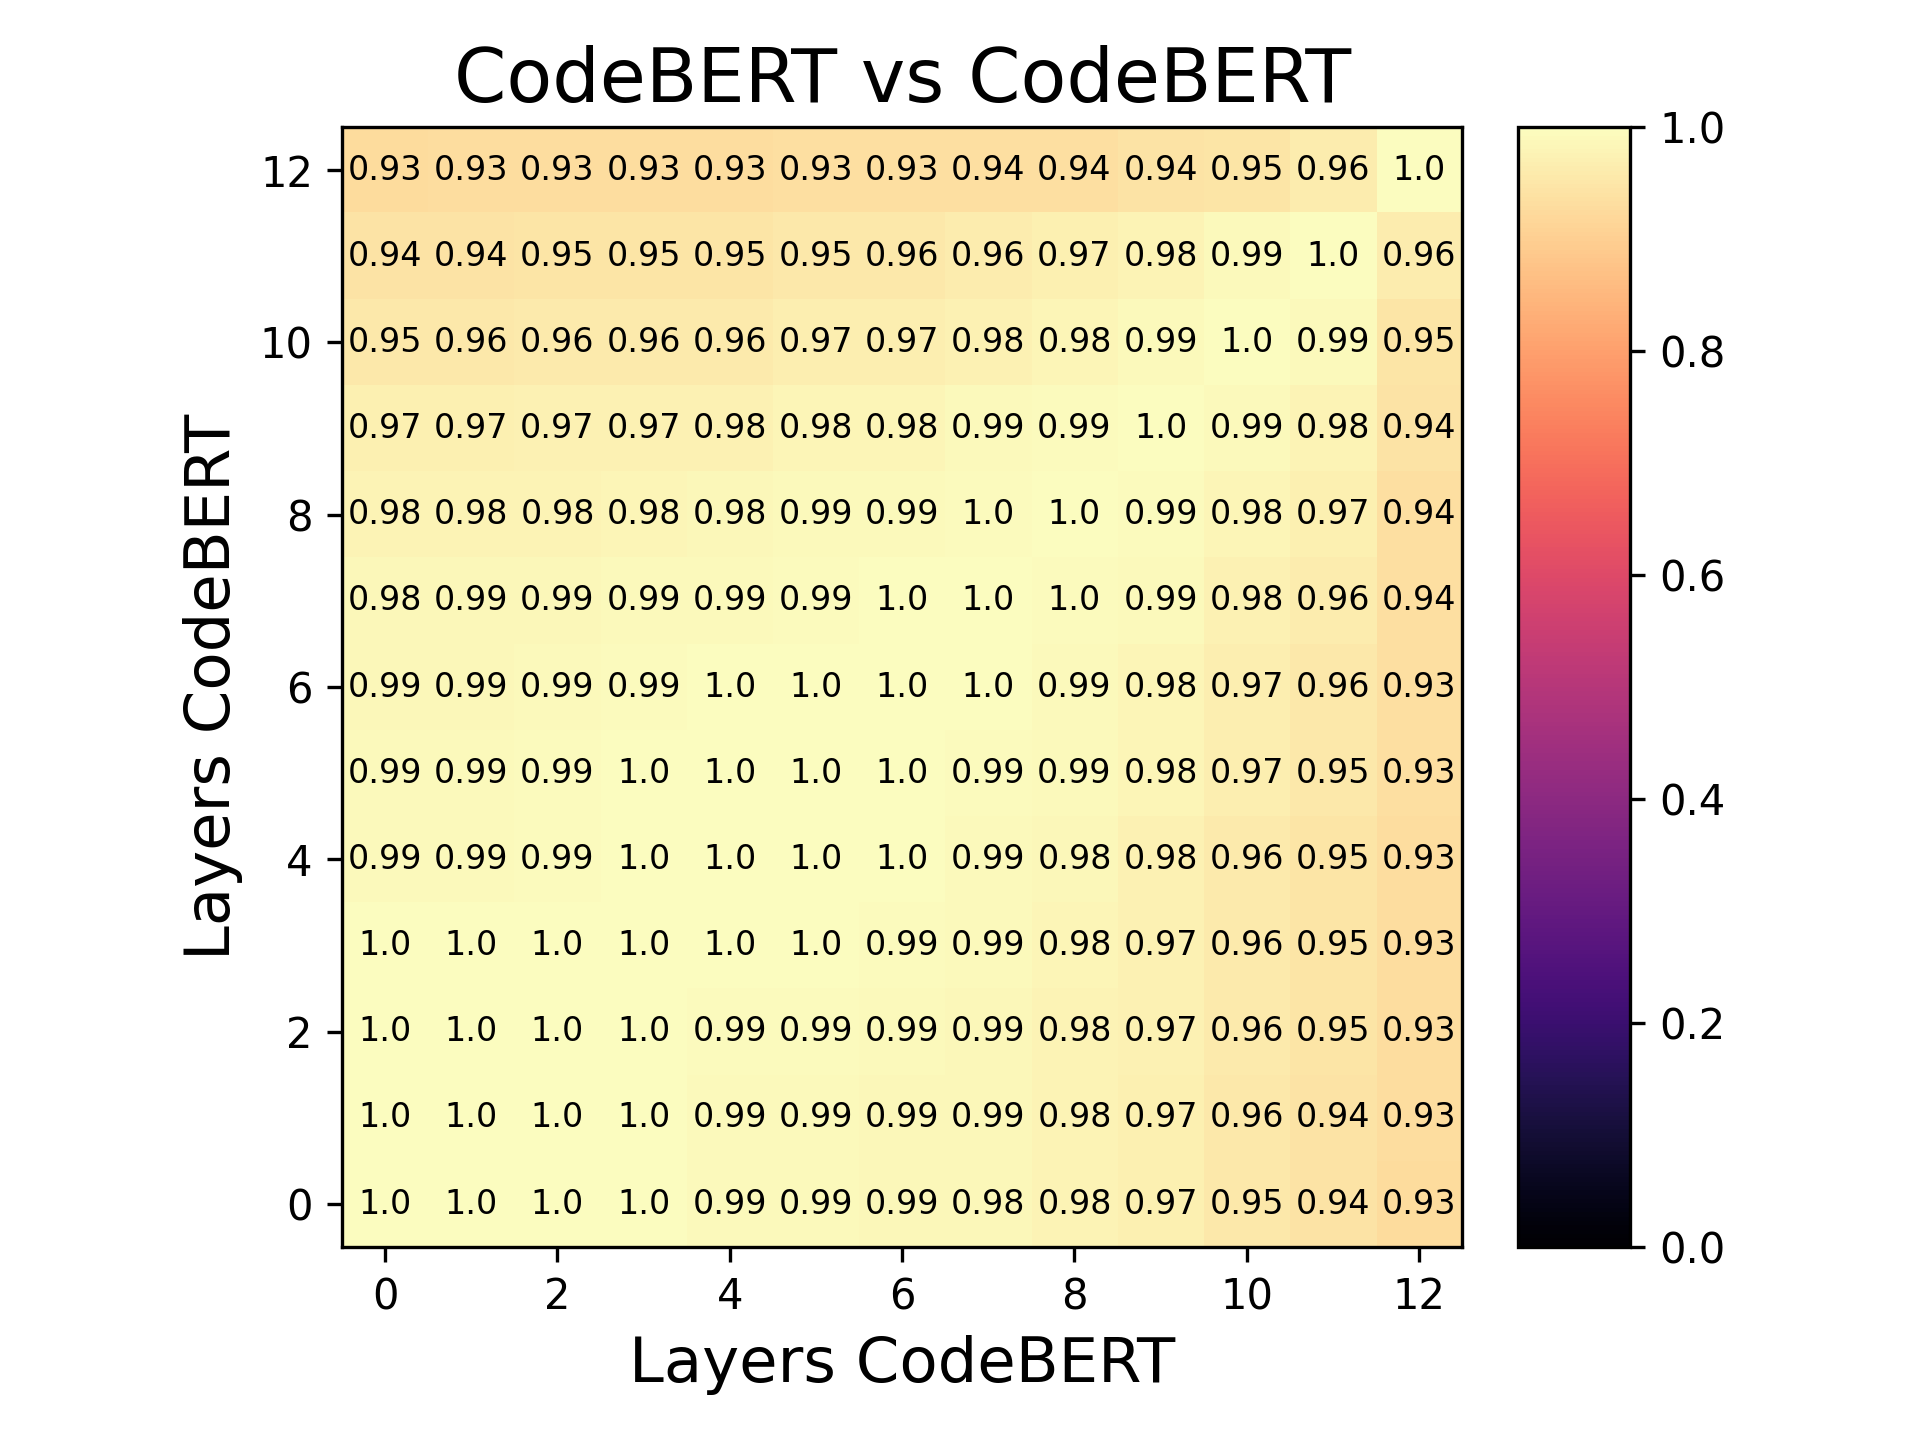 CodeBERT vs CodeBERT
12 0.93 0.93 0.93 0.93 0.93 0.93 0.93 0.94 0.94 0.94 0.95 0.96 1.0
0.94 0.94 0.95 0.95 0.95 0.95 0.96 0.96 0.97 0.98 0.99 1.0 0.96
10 0.95 0.96 0.96 0.96 0.96 0.97 0.97 0.98 0.98 0.99 1.0 0.99 0.95
0.97 0.97 0.97 0.97 0.98 0.98 0.98 0.99 0.99 1.0 0.99 0.98 0.94
8 0.98 0.98 0.98 0.98 0.98 0.99 0.99 1.0 1.0 0.99 0.98 0.97 0.94
0.98 0.99 0.99 0.99 0.99 0.99 1.0 1.0 1.0 0.99 0.98 0.96 0.94
6 0.99 0.99 0.99 0.99 1.0 1.0 1.0 1.0 0.99 0.98 0.97 0.96 0.93
0.99 0.99 0.99 1.0 1.0 1.0 1.0 0.99 0.99 0.98 0.97 0.95 0.93
4 0.99 0.99 0.99 1.0 1.0 1.0 1.0 0.99 0.98 0.98 0.96 0.95 0.93
1.0 1.0 1.0 1.0 1.0 1.0 0.99 0.99 0.98 0.97 0.96 0.95 0.93
2 1.0 1.0 1.0 1.0 0.99 0.99 0.99 0.99 0.98 0.97 0.96 0.95 0.93
1.0 1.0 1.0 1.0 0.99 0.99 0.99 0.99 0.98 0.97 0.96 0.94 0.93
0 1.0 1.0 1.0 1.0 0.99 0.99 0.99 0.98 0.98 0.97 0.95 0.94 0.93
0 2 4 6 8 10 12
Layers CodeBERT
Layers CodeBERT
1.0
0.8
0.6
0.4
0.2
0.0